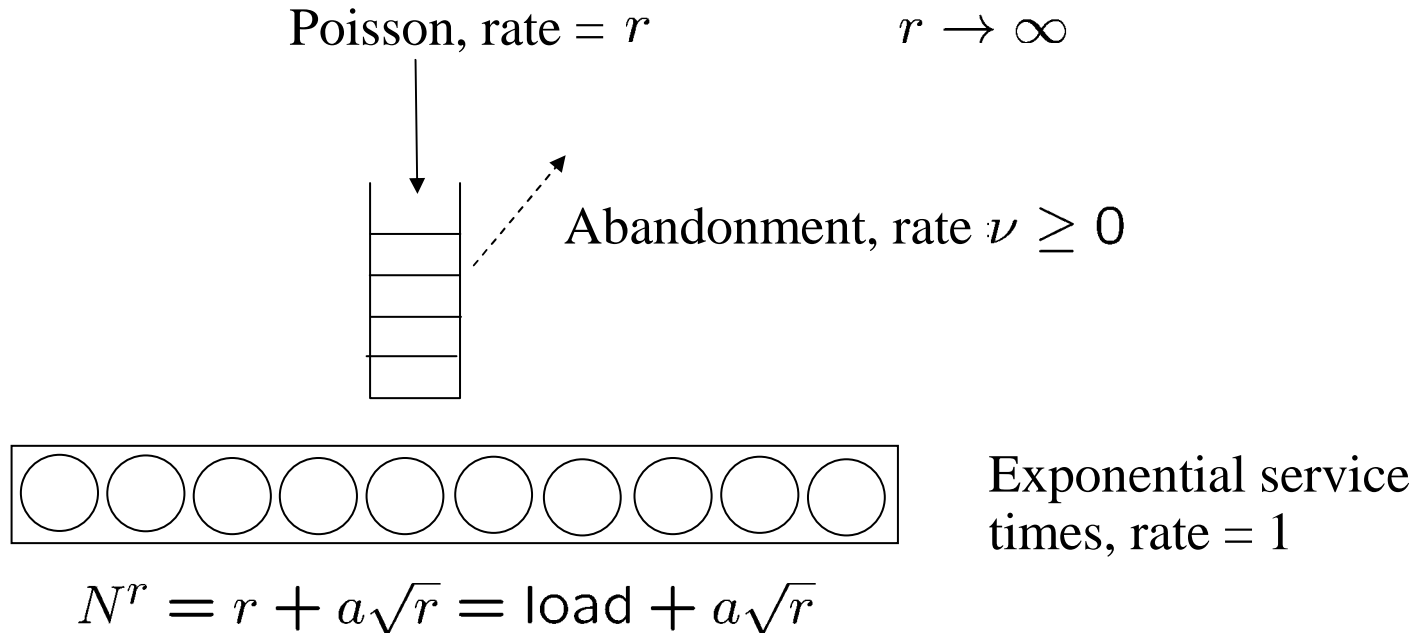 Poisson, rate = r
r → ∞
Abandonment, rate ν ≥ 0
Exponential service
times, rate = 1
N^r = r + a√r = load + a√r